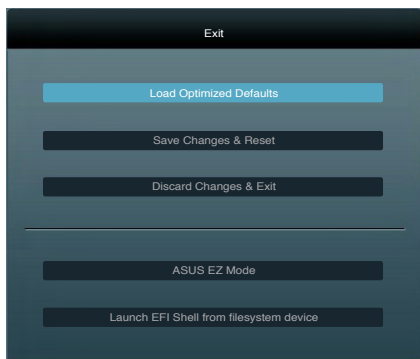 Exit
Load Optimized Defaults
Save Changes & Reset
Discard Changes & Exit
ASUS EZ Mode
Launch EFI Shell from filesystem device